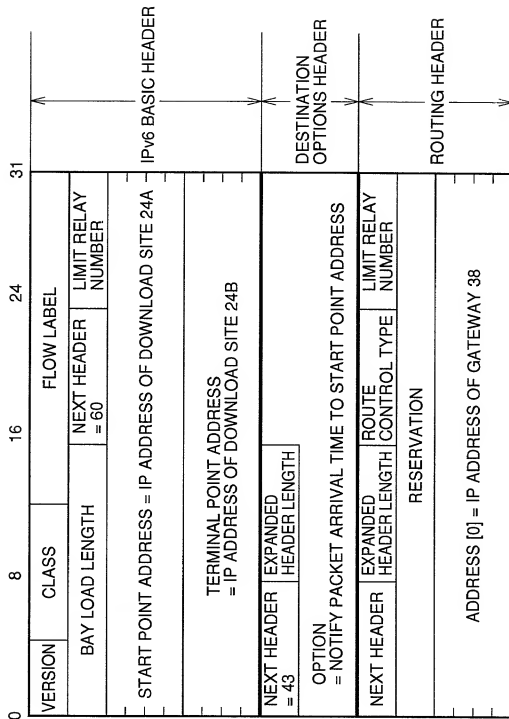 0 8 16 24 31
VERSION CLASS FLOW LABEL
BAY LOAD LENGTH
NEXT HEADER
= 60
LIMIT RELAY
NUMBER
START POINT ADDRESS = IP ADDRESS OF DOWNLOAD SITE 24A
TERMINAL POINT ADDRESS
= IP ADDRESS OF DOWNLOAD SITE 24B
IPv6 BASIC HEADER
NEXT HEADER
= 43
EXPANDED
HEADER LENGTH
OPTION
= NOTIFY PACKET ARRIVAL TIME TO START POINT ADDRESS
DESTINATION
OPTIONS HEADER
NEXT HEADER
EXPANDED
HEADER LENGTH
ROUTE
CONTROL TYPE
LIMIT RELAY
NUMBER
RESERVATION
ADDRESS [0] = IP ADDRESS OF GATEWAY 38
ROUTING HEADER